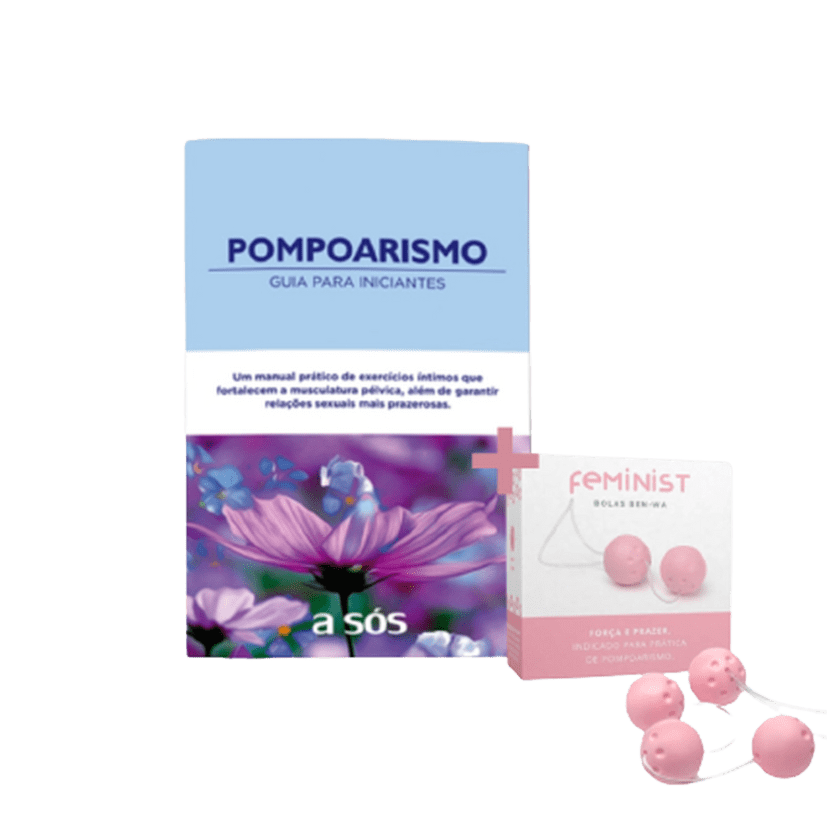 POMPOARISMO
GUIA PARA INICIANTES
Um manual prático de exercícios íntimos que
fortalecem a musculatura pélvica, além de garantir
relações sexuais mais prazerosas.
a sós
FEMINIST
BOLAS BEN-WA
FORÇA E PRAZER.
INDICADO PARA PRÁTICA
DE POMPOARISMO.